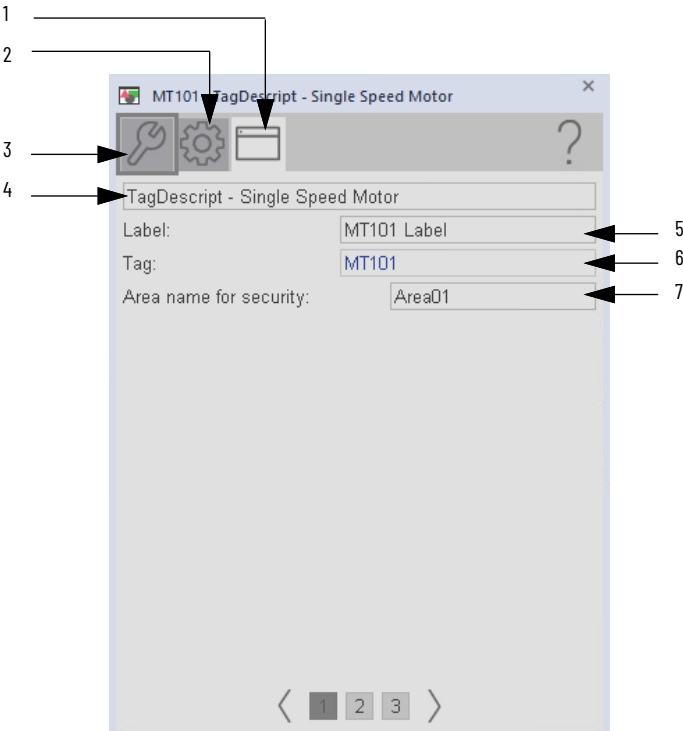 1
2
MT101 - TagDescript - Single Speed Motor
3
4
TagDescript - Single Speed Motor
Label: MT101 Label 5
Tag: MT101 6
Area name for security: Area01 7
1 2 3